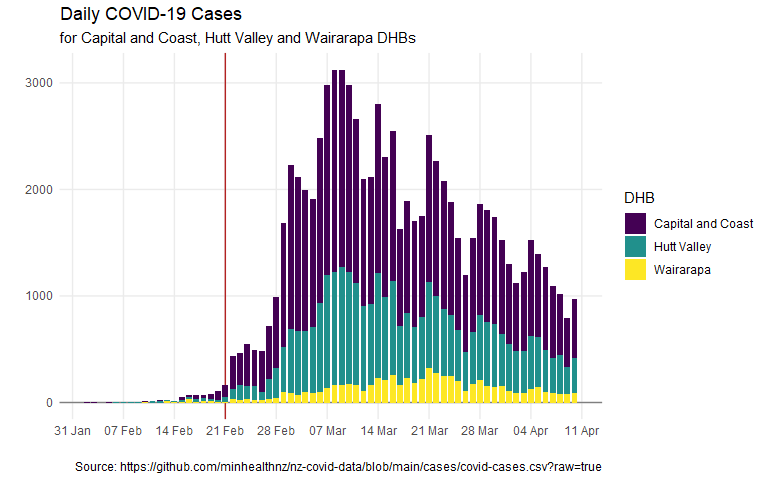 Daily COVID-19 Cases
for Capital and Coast, Hutt Valley and Wairarapa DHBs
3000
2000
1000
0
31 Jan 07 Feb 14 Feb 21 Feb 28 Feb 07 Mar 14 Mar 21 Mar 28 Mar 04 Apr 11 Apr
DHB
Capital and Coast
Hutt Valley
Wairarapa
Source: https://github.com/minhealthnz/nz-covid-data/blob/main/cases/covid-cases.csv?raw=true